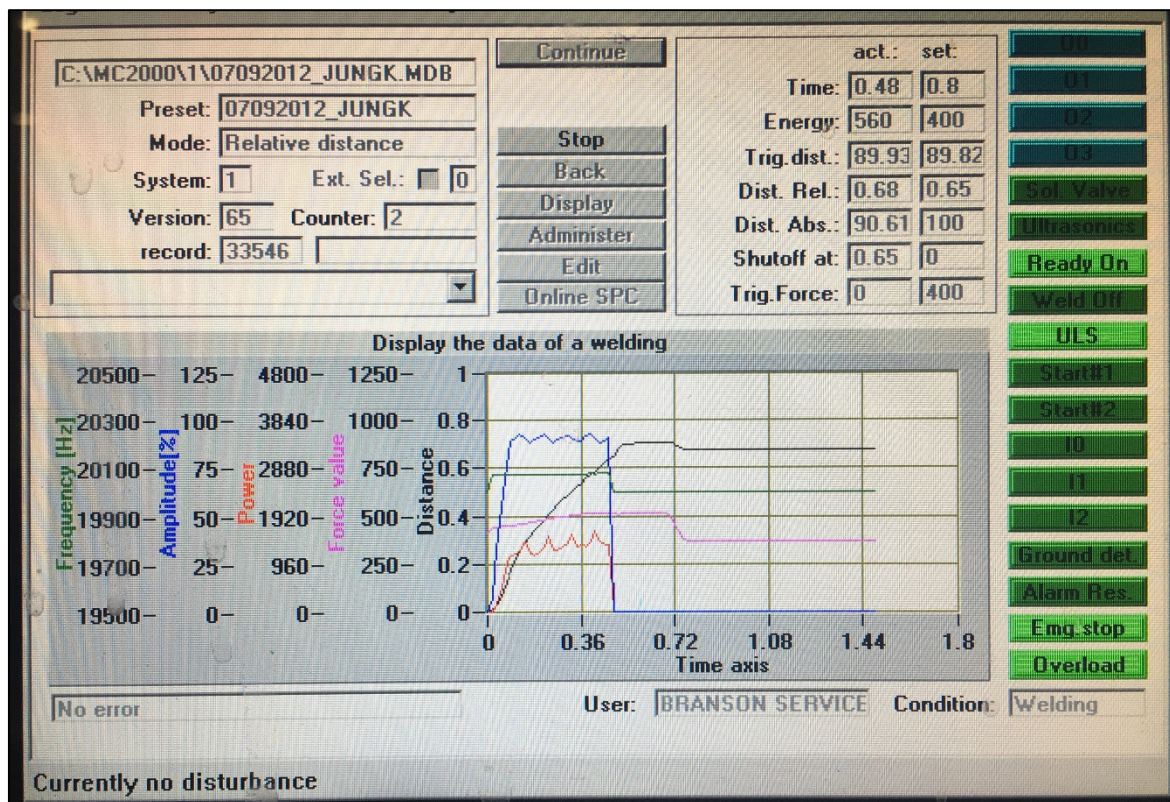 C:\MC2000\1\07092012_JUNGK.MDB
Preset: 07092012_JUNGK
Mode: Relative distance
System: 1 Ext. Sel.: 0
Version: 65 Counter: 2
record: 33546
Continue
Stop
Back
Display
Administer
Edit
Online SPC
act.: set:
Time: 0.48 0.8
Energy: 560 400
Trig.dist.: 89.93 89.82
Dist. Rel.: 0.68 0.65
Dist. Abs.: 90.61 100
Shutoff at: 0.65 0
Trig.Force: 0 400
O0
O1
O2
O3
Sol. Valve
Ultrasonics
Ready On
Weld Off
ULS
Start#1
Start#2
I0
I1
I2
Ground det.
Alarm Res.
Emg.stop
Overload
Display the data of a welding
20500 125 4800 1250 1
20300 100 3840 1000 0.8
20100 75 2880 750 0.6
19900 50 1920 500 0.4
19700 25 960 250 0.2
19500 0 0 0 0
Frequency [Hz]
Amplitude[%]
Power
Force value
Distance
0 0.36 0.72 1.08 1.44 1.8
Time axis
No error
User: BRANSON SERVICE Condition: Welding
Currently no disturbance